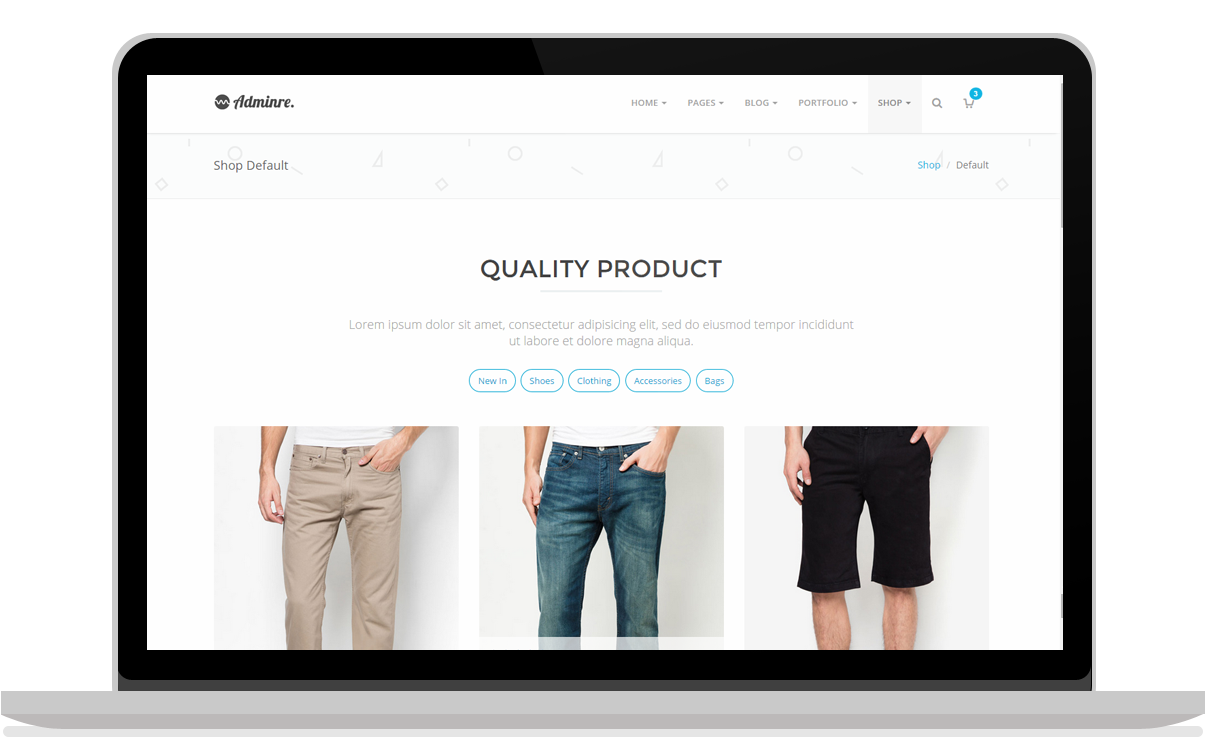 Adminre.
HOME PAGES BLOG PORTFOLIO SHOP 3
Shop Default
Shop / Default
QUALITY PRODUCT
Lorem ipsum dolor sit amet, consectetur adipisicing elit, sed do eiusmod tempor incididunt
ut labore et dolore magna aliqua.
New In Shoes Clothing Accessories Bags